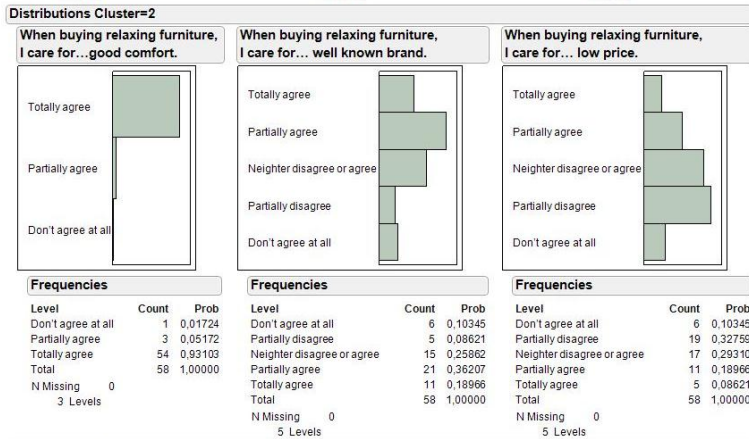 Distributions Cluster=2
When buying relaxing furniture,
I care for...good comfort.
Totally agree
Partially agree
Don't agree at all
Frequencies
Level Count Prob
Don't agree at all 1 0,01724
Partially agree 3 0,05172
Totally agree 54 0,93103
Total 58 1,00000
N Missing 0
3 Levels
When buying relaxing furniture,
I care for... well known brand.
Totally agree
Partially agree
Neighter disagree or agree
Partially disagree
Don't agree at all
Frequencies
Level Count Prob
Don't agree at all 6 0,10345
Partially disagree 5 0,08621
Neighter disagree or agree 15 0,25862
Partially agree 21 0,36207
Totally agree 11 0,18966
Total 58 1,00000
N Missing 0
5 Levels
When buying relaxing furniture,
I care for... low price.
Totally agree
Partially agree
Neighter disagree or agree
Partially disagree
Don't agree at all
Frequencies
Level Count Prob
Don't agree at all 6 0,10345
Partially disagree 19 0,32759
Neighter disagree or agree 17 0,29310
Partially agree 11 0,18966
Totally agree 5 0,08621
Total 58 1,00000
N Missing 0
5 Levels